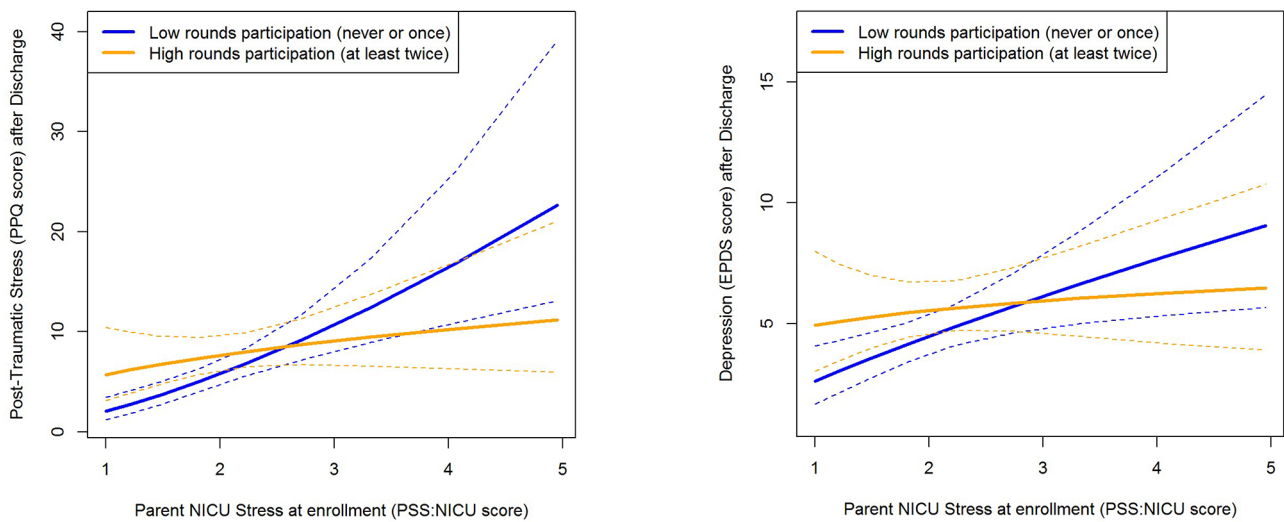 Post-Traumatic Stress (PPQ score) after Discharge
40
30
20
10
0
Low rounds participation (never or once)
High rounds participation (at least twice)
1 2 3 4 5
Parent NICU Stress at enrollment (PSS:NICU score)
Depression (EPDS score) after Discharge
15
10
5
Low rounds participation (never or once)
High rounds participation (at least twice)
1 2 3 4 5
Parent NICU Stress at enrollment (PSS:NICU score)